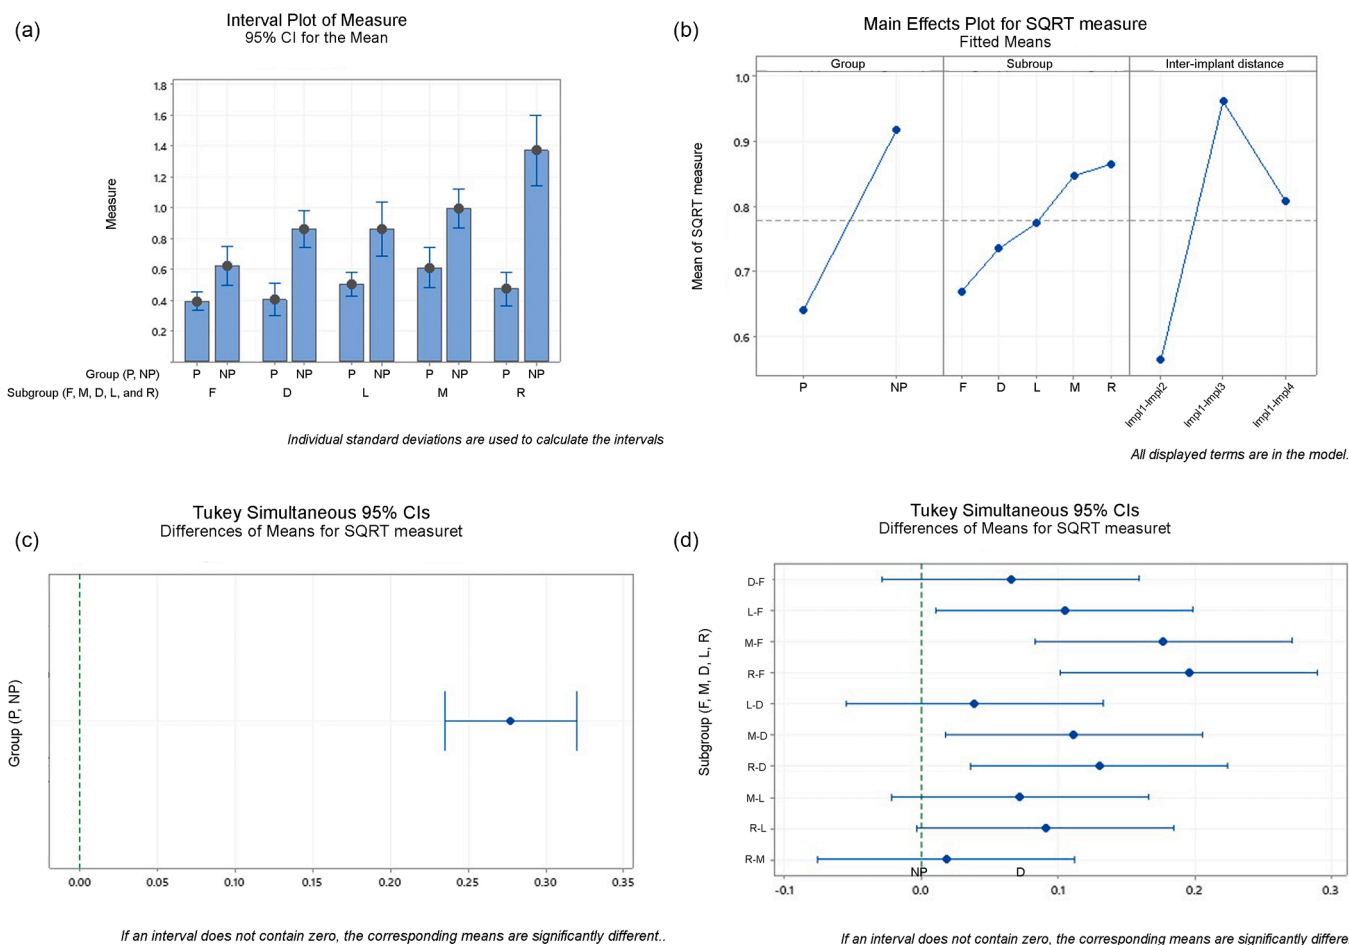 (a)
Interval Plot of Measure
95% CI for the Mean
Measure
1.8
1.6
1.4
1.2
1.0
0.8
0.6
0.4
0.2
Group (P, NP)
P NP P NP P NP P NP P NP
Subgroup (F, M, D, L, and R)
F D L M R
Individual standard deviations are used to calculate the intervals
(b)
Main Effects Plot for SQRT measure
Fitted Means
Group Subroup Inter-implant distance
Mean of SQRT measure
1.0
0.9
0.8
0.7
0.6
P NP F D L M R Impl1-Impl2 Impl1-Impl3 Impl1-Impl4
All displayed terms are in the model.
(c)
Tukey Simultaneous 95% CIs
Differences of Means for SQRT measuret
Group (P, NP)
0.00 0.05 0.10 0.15 0.20 0.25 0.30 0.35
If an interval does not contain zero, the corresponding means are significantly different..
(d)
Tukey Simultaneous 95% CIs
Differences of Means for SQRT measuret
Subgroup (F, M, D, L, R)
D-F
L-F
M-F
R-F
L-D
M-D
R-D
M-L
R-L
R-M
NP D
-0.1 0.0 0.1 0.2 0.3
If an interval does not contain zero, the corresponding means are significantly differe